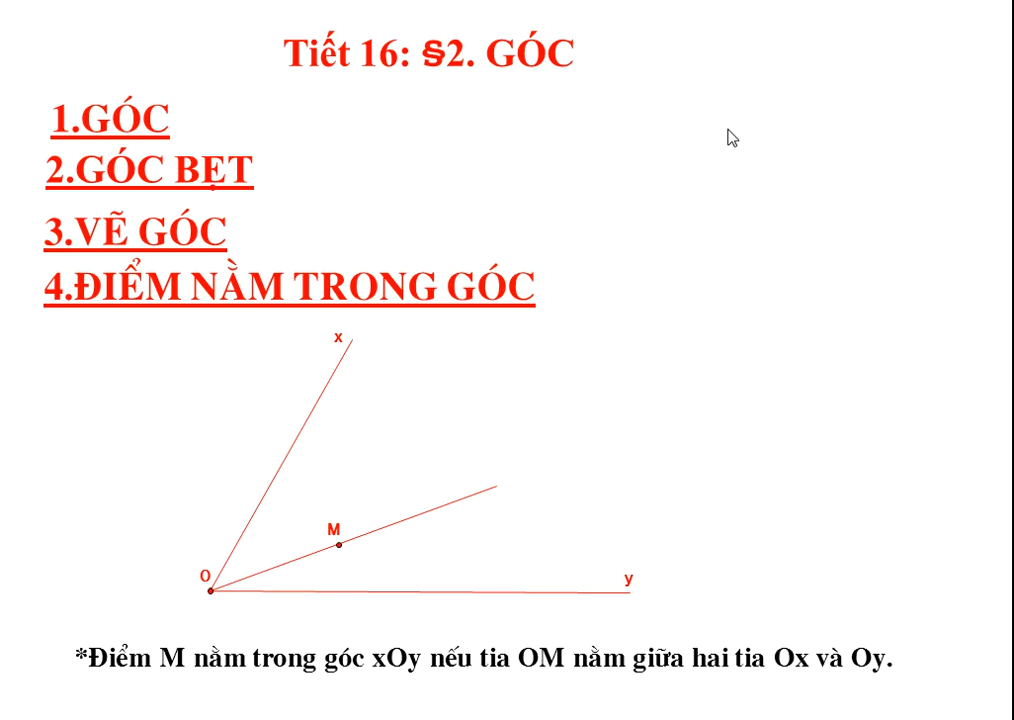 Tiết 16: §2. GÓC
1.GÓC
2.GÓC BẸT
3.VẼ GÓC
4.ĐIỂM NẰM TRONG GÓC
x
M
O
y
*Điểm M nằm trong góc xOy nếu tia OM nằm giữa hai tia Ox và Oy.